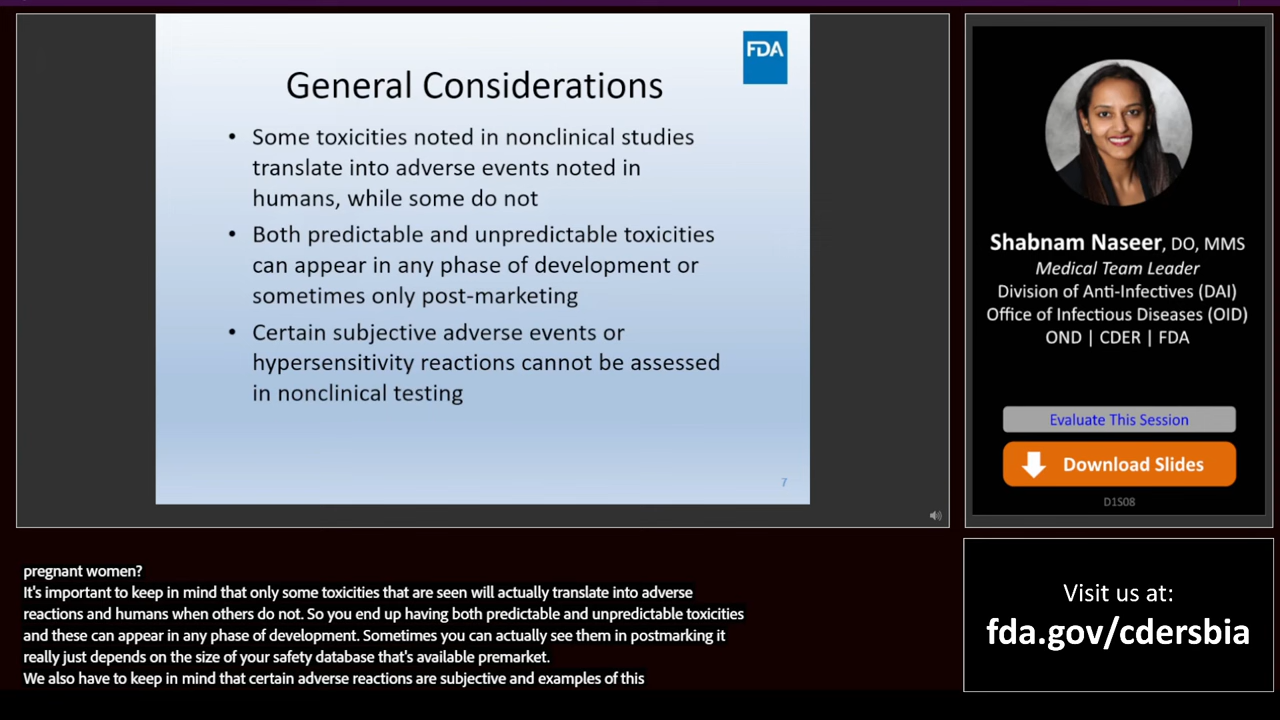 FDA
General Considerations
• Some toxicities noted in nonclinical studies
translate into adverse events noted in
humans, while some do not
• Both predictable and unpredictable toxicities
can appear in any phase of development or
sometimes only post-marketing
• Certain subjective adverse events or
hypersensitivity reactions cannot be assessed
in nonclinical testing
7
Shabnam Naseer, DO, MMS
Medical Team Leader
Division of Anti-Infectives (DAI)
Office of Infectious Diseases (OID)
OND | CDER | FDA
Evaluate This Session
Download Slides
D1S08
pregnant women?
It's important to keep in mind that only some toxicities that are seen will actually translate into adverse
reactions and humans when others do not. So you end up having both predictable and unpredictable toxicities
and these can appear in any phase of development. Sometimes you can actually see them in postmarking it
really just depends on the size of your safety database that's available premarket.
We also have to keep in mind that certain adverse reactions are subjective and examples of this
Visit us at:
fda.gov/cdersbia